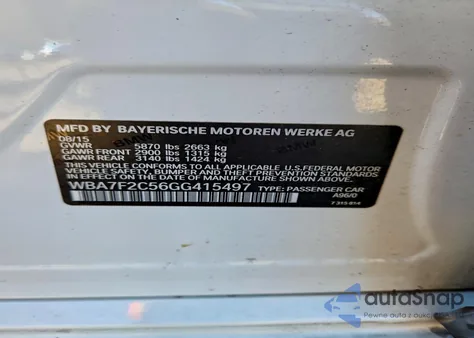 MFD BY BAYERISCHE MOTOREN WERKE AG
08/15
GVWR 5870 lbs 2663 kg
GAWR FRONT 2900 lbs 1315 kg
GAWR REAR 3140 lbs 1424 kg
THIS VEHICLE CONFORMS TO ALL APPLICABLE U.S. FEDERAL MOTOR
VEHICLE SAFETY, BUMPER, AND THEFT PREVENTION STANDARDS
IN EFFECT ON THE DATE OF MANUFACTURE SHOWN ABOVE.
WBA7F2C56GG415497 TYPE: PASSENGER CAR
A96/0
autosnap